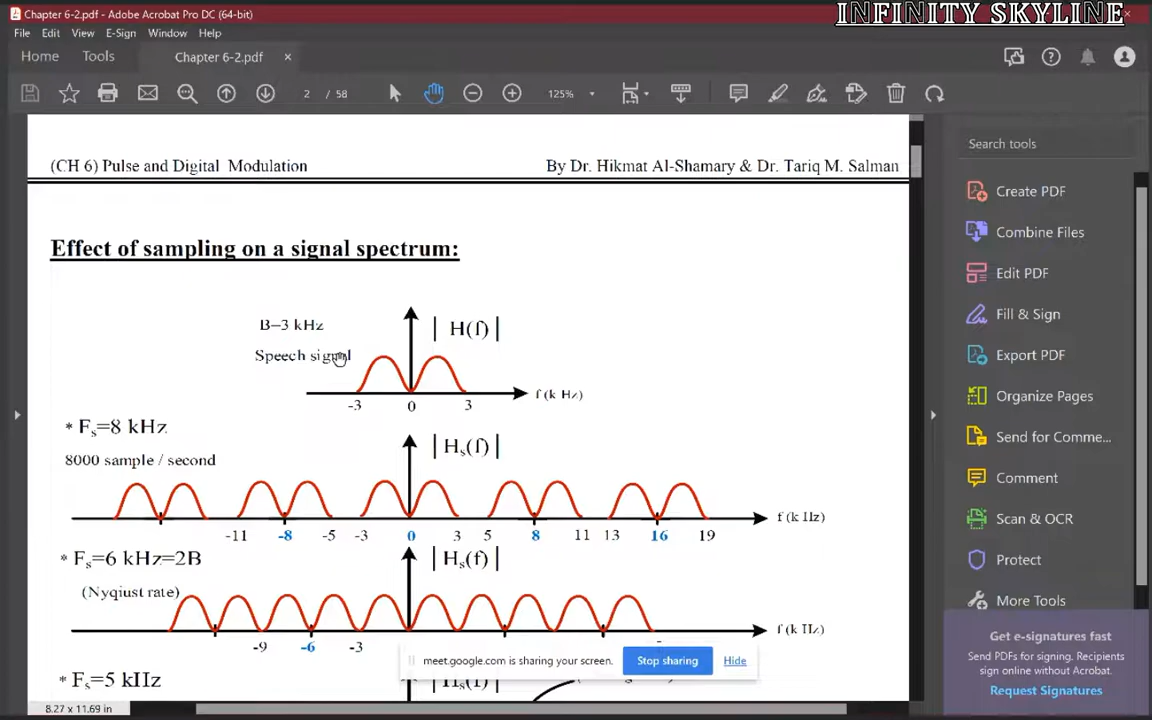 Chapter 6-2.pdf - Adobe Acrobat Pro DC (64-bit)
INFINITY SKYLINE
File Edit View E-Sign Window Help
Home Tools Chapter 6-2.pdf ×
2 / 58 125%
Search tools
Create PDF
Combine Files
Edit PDF
Fill & Sign
Export PDF
Organize Pages
Send for Comme...
Comment
Scan & OCR
Protect
More Tools
Get e-signatures fast
Send PDFs for signing. Recipients
sign online without Acrobat.
Request Signatures
(CH 6) Pulse and Digital Modulation By Dr. Hikmat Al-Shamary & Dr. Tariq M. Salman
Effect of sampling on a signal spectrum:
B=3 kHz | H(f) |
Speech signal
f (k Hz)
-3 0 3
* Fs=8 kHz | Hs(f) |
8000 sample / second
f (k Hz)
-11 -8 -5 -3 0 3 5 8 11 13 16 19
* Fs=6 kHz=2B | Hs(f) |
(Nyqiust rate)
f (k Hz)
-9 -6 -3
meet.google.com is sharing your screen. Stop sharing Hide
* Fs=5 kHz | Hs(f) |
8.27 x 11.69 in